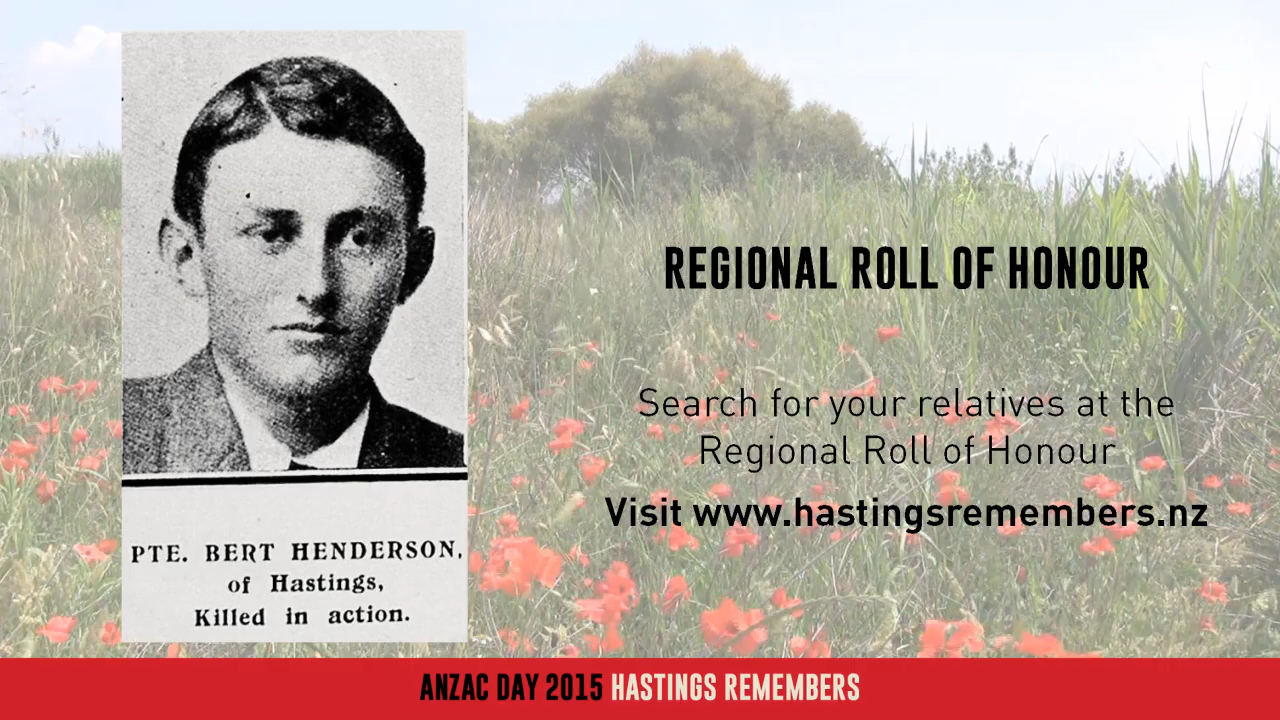 REGIONAL ROLL OF HONOUR
Search for your relatives at the
Regional Roll of Honour
Visit www.hastingsremembers.nz
PTE. BERT HENDERSON,
of Hastings,
Killed in action.
ANZAC DAY 2015 HASTINGS REMEMBERS